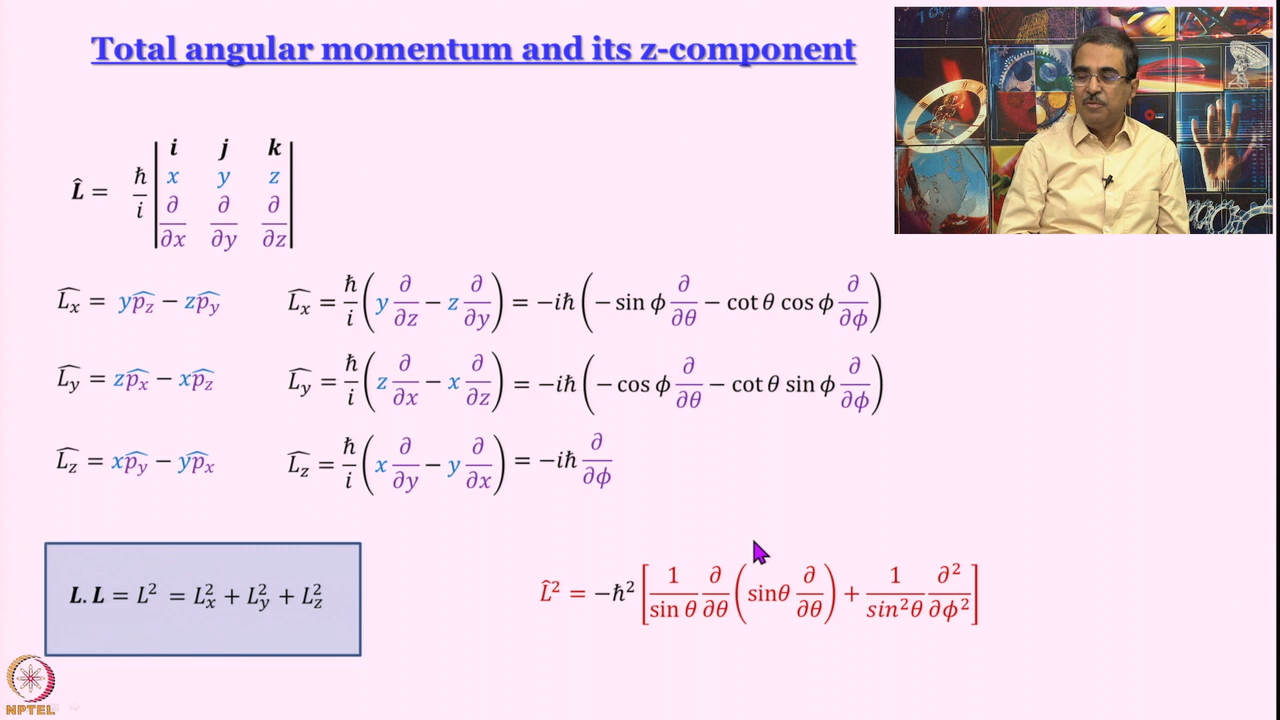 Total angular momentum and its z-component
L̂ = ħ/i | i j k |
| x y z |
| ∂/∂x ∂/∂y ∂/∂z |
L̂x = yp̂z − zp̂y L̂x = ħ/i ( y ∂/∂z − z ∂/∂y ) = −iħ ( − sin ϕ ∂/∂θ − cot θ cos ϕ ∂/∂ϕ )
L̂y = zp̂x − xp̂z L̂y = ħ/i ( z ∂/∂x − x ∂/∂z ) = −iħ ( − cos ϕ ∂/∂θ − cot θ sin ϕ ∂/∂ϕ )
L̂z = xp̂y − yp̂x L̂z = ħ/i ( x ∂/∂y − y ∂/∂x ) = −iħ ∂/∂ϕ
L. L = L² = Lx² + Ly² + Lz² L̂² = −ħ² [ 1/sin θ ∂/∂θ ( sinθ ∂/∂θ ) + 1/sin²θ ∂²/∂ϕ² ]
NPTEL